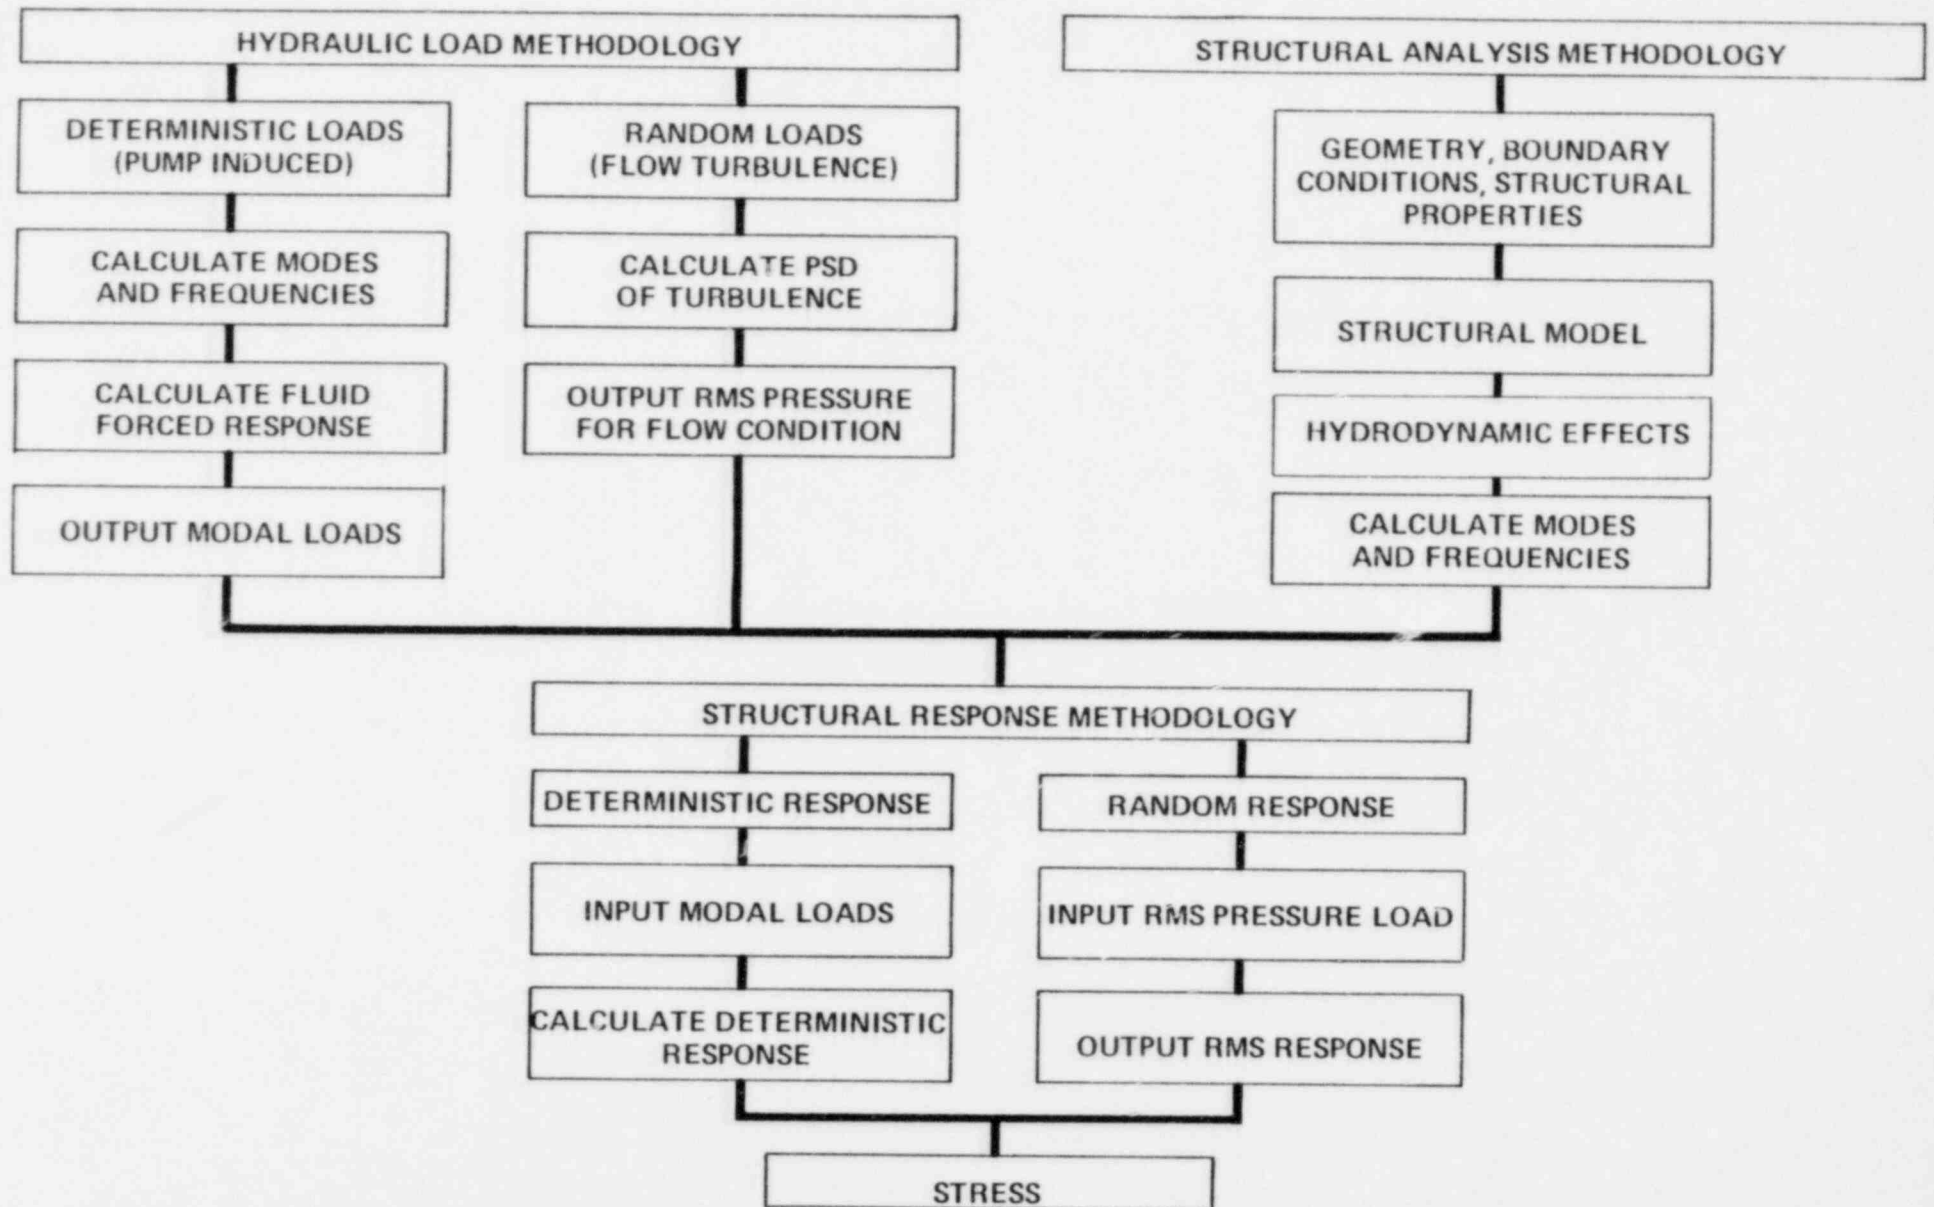 HYDRAULIC LOAD METHODOLOGY
DETERMINISTIC LOADS
(PUMP INDUCED)
CALCULATE MODES
AND FREQUENCIES
CALCULATE FLUID
FORCED RESPONSE
OUTPUT MODAL LOADS
RANDOM LOADS
(FLOW TURBULENCE)
CALCULATE PSD
OF TURBULENCE
OUTPUT RMS PRESSURE
FOR FLOW CONDITION
STRUCTURAL ANALYSIS METHODOLOGY
GEOMETRY, BOUNDARY
CONDITIONS, STRUCTURAL
PROPERTIES
STRUCTURAL MODEL
HYDRODYNAMIC EFFECTS
CALCULATE MODES
AND FREQUENCIES
STRUCTURAL RESPONSE METHODOLOGY
DETERMINISTIC RESPONSE
INPUT MODAL LOADS
CALCULATE DETERMINISTIC
RESPONSE
RANDOM RESPONSE
INPUT RMS PRESSURE LOAD
OUTPUT RMS RESPONSE
STRESS